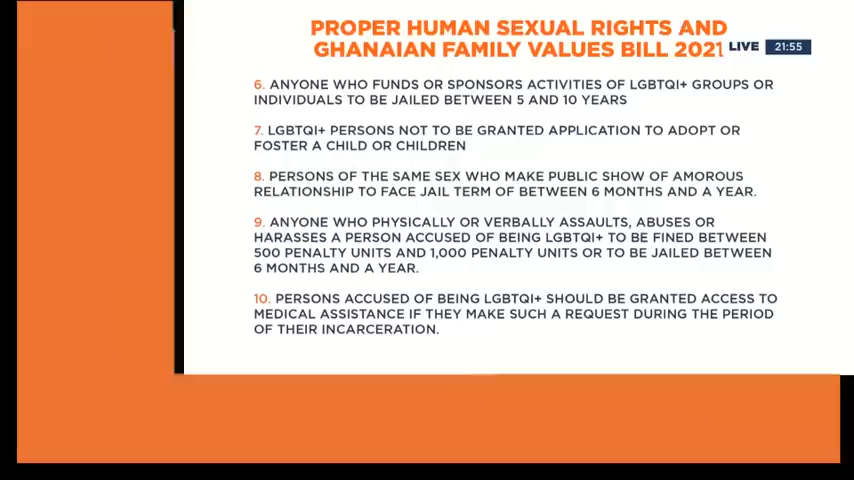 PROPER HUMAN SEXUAL RIGHTS AND
GHANAIAN FAMILY VALUES BILL 2021
LIVE 21:55
6. ANYONE WHO FUNDS OR SPONSORS ACTIVITIES OF LGBTQI+ GROUPS OR
INDIVIDUALS TO BE JAILED BETWEEN 5 AND 10 YEARS
7. LGBTQI+ PERSONS NOT TO BE GRANTED APPLICATION TO ADOPT OR
FOSTER A CHILD OR CHILDREN
8. PERSONS OF THE SAME SEX WHO MAKE PUBLIC SHOW OF AMOROUS
RELATIONSHIP TO FACE JAIL TERM OF BETWEEN 6 MONTHS AND A YEAR.
9. ANYONE WHO PHYSICALLY OR VERBALLY ASSAULTS, ABUSES OR
HARASSES A PERSON ACCUSED OF BEING LGBTQI+ TO BE FINED BETWEEN
500 PENALTY UNITS AND 1,000 PENALTY UNITS OR TO BE JAILED BETWEEN
6 MONTHS AND A YEAR.
10. PERSONS ACCUSED OF BEING LGBTQI+ SHOULD BE GRANTED ACCESS TO
MEDICAL ASSISTANCE IF THEY MAKE SUCH A REQUEST DURING THE PERIOD
OF THEIR INCARCERATION.